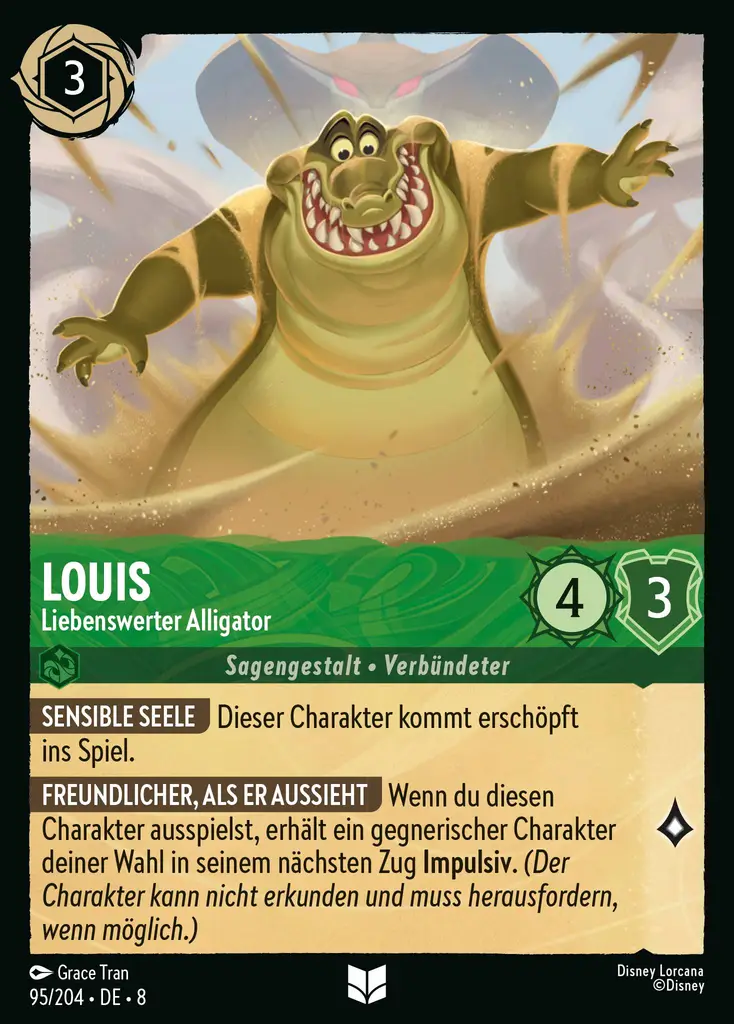 3
LOUIS
Liebenswerter Alligator
4
3
Sagengestalt • Verbündeter
SENSIBLE SEELE Dieser Charakter kommt erschöpft
ins Spiel.
FREUNDLICHER, ALS ER AUSSIEHT Wenn du diesen
Charakter ausspielst, erhält ein gegnerischer Charakter
deiner Wahl in seinem nächsten Zug Impulsiv. (Der
Charakter kann nicht erkunden und muss herausfordern,
wenn möglich.)
Grace Tran
95/204 • DE • 8
Disney Lorcana
©Disney